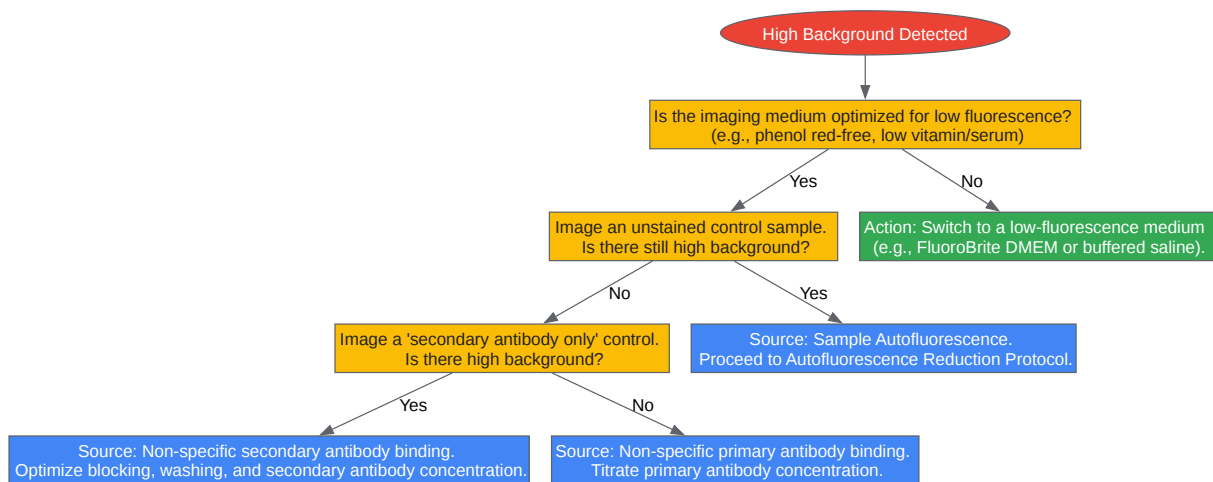 High Background Detected
Is the imaging medium optimized for low fluorescence?
(e.g., phenol red-free, low vitamin/serum)
Yes
No
Image an unstained control sample.
Is there still high background?
Action: Switch to a low-fluorescence medium
(e.g., FluoroBrite DMEM or buffered saline).
No
Yes
Image a 'secondary antibody only' control.
Is there high background?
Source: Sample Autofluorescence.
Proceed to Autofluorescence Reduction Protocol.
Yes
No
Source: Non-specific secondary antibody binding.
Optimize blocking, washing, and secondary antibody concentration.
Source: Non-specific primary antibody binding.
Titrate primary antibody concentration.